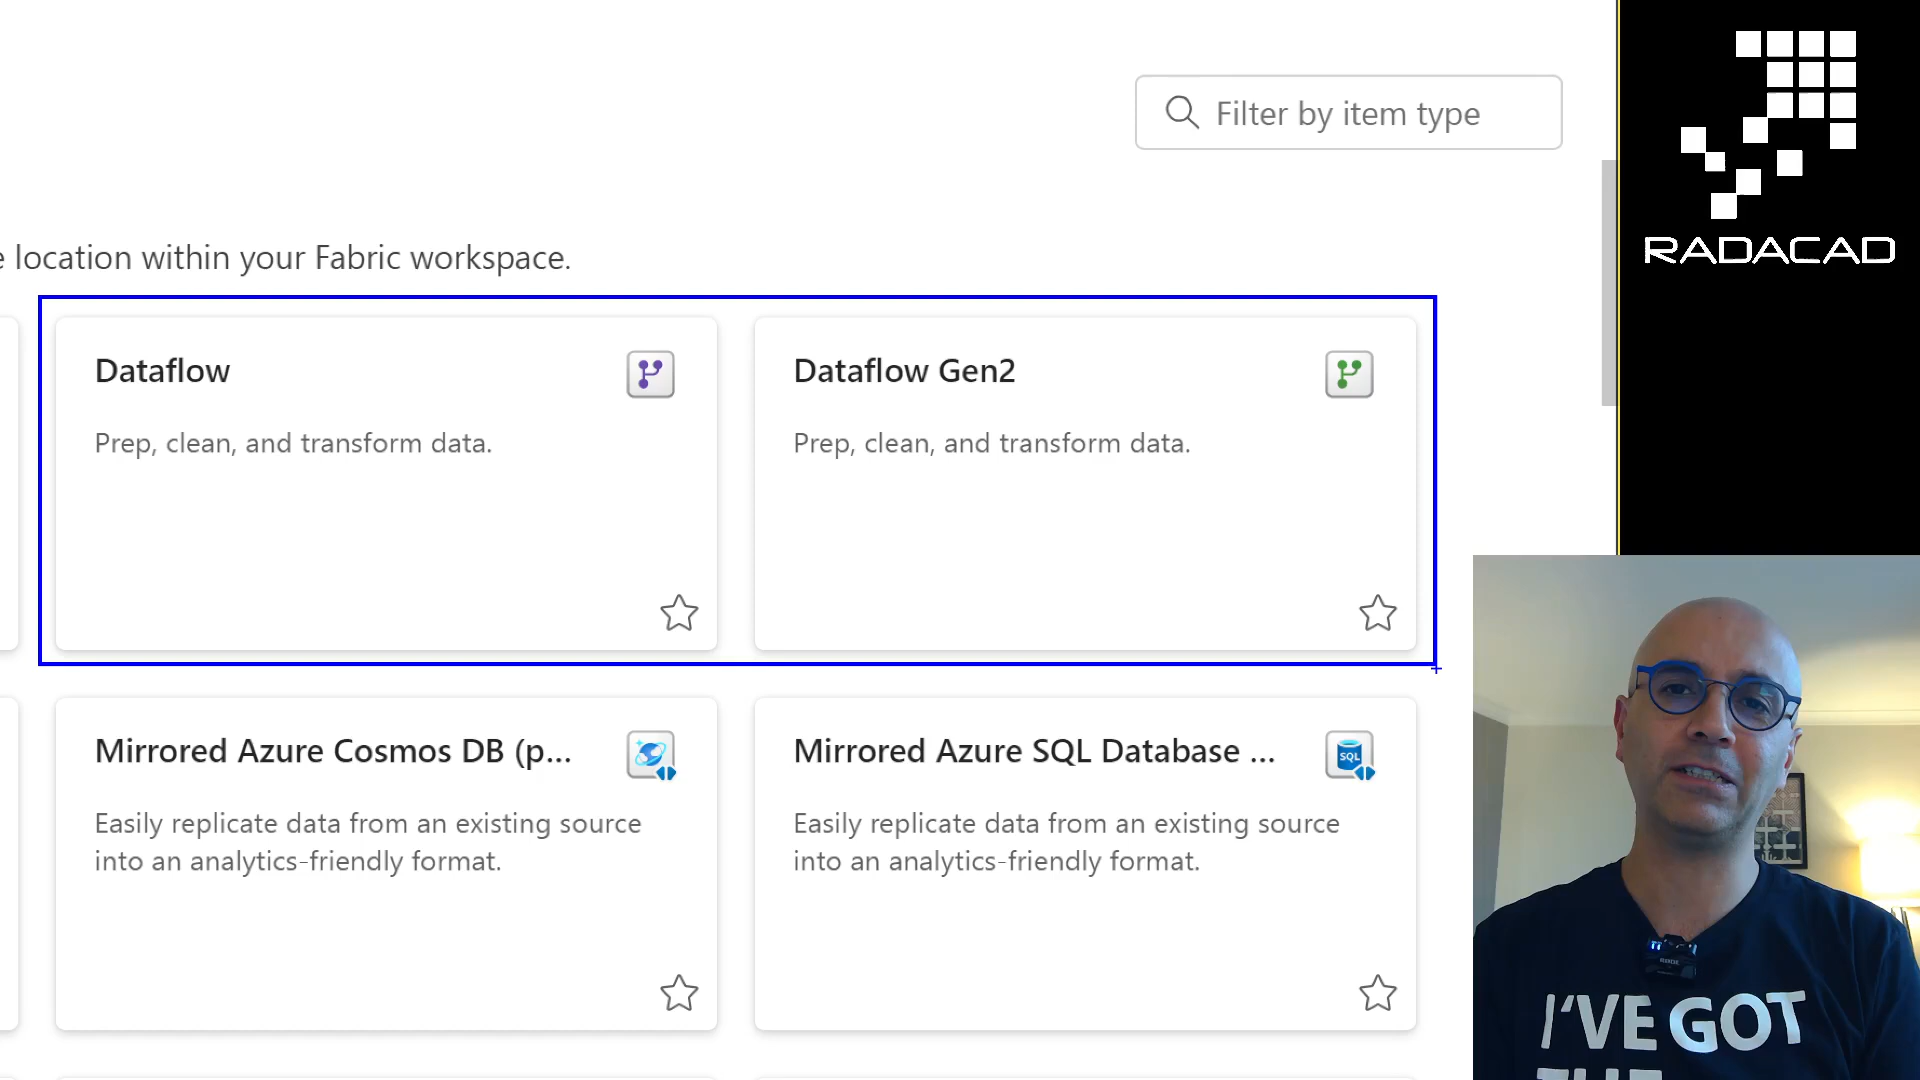 Filter by item type
RADACAD
e location within your Fabric workspace.
Dataflow
Prep, clean, and transform data.
Dataflow Gen2
Prep, clean, and transform data.
Mirrored Azure Cosmos DB (p...
Easily replicate data from an existing source
into an analytics-friendly format.
Mirrored Azure SQL Database ...
SQL
Easily replicate data from an existing source
into an analytics-friendly format.
I'VE GOT
THE